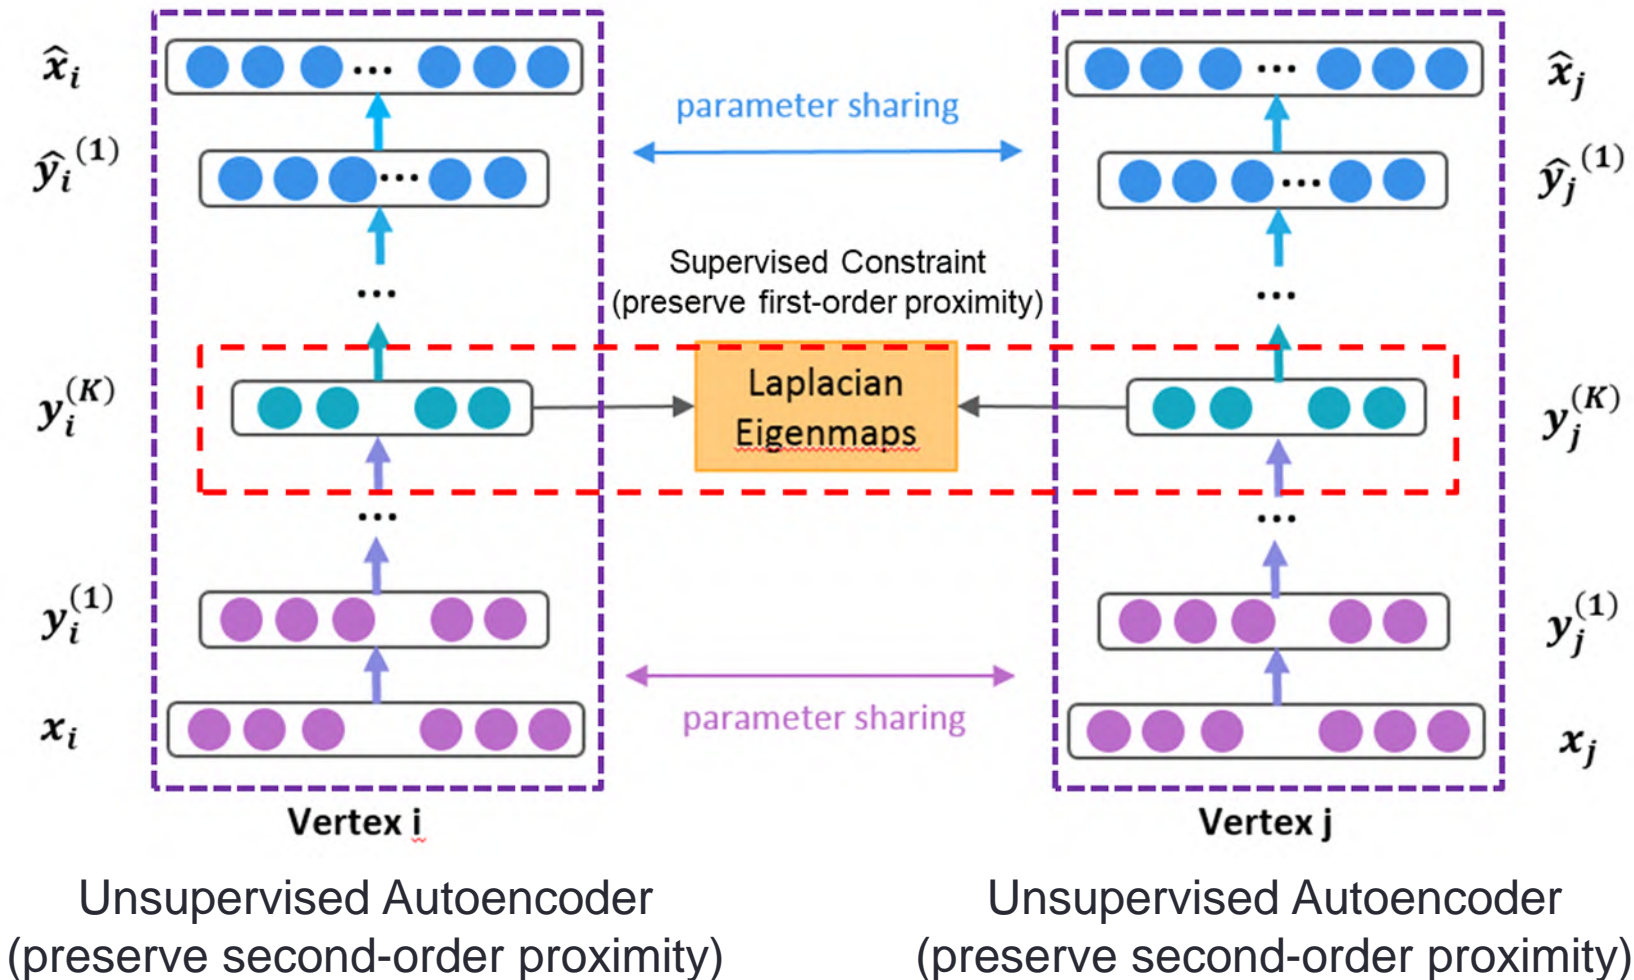 x̂ᵢ
x̂ⱼ
parameter sharing
ŷᵢ⁽¹⁾
ŷⱼ⁽¹⁾
...
...
...
...
Supervised Constraint
(preserve first-order proximity)
...
...
yᵢ⁽ᴷ⁾
Laplacian
Eigenmaps
yⱼ⁽ᴷ⁾
...
...
yᵢ⁽¹⁾
yⱼ⁽¹⁾
parameter sharing
xᵢ
xⱼ
Vertex i
Vertex j
Unsupervised Autoencoder
(preserve second-order proximity)
Unsupervised Autoencoder
(preserve second-order proximity)